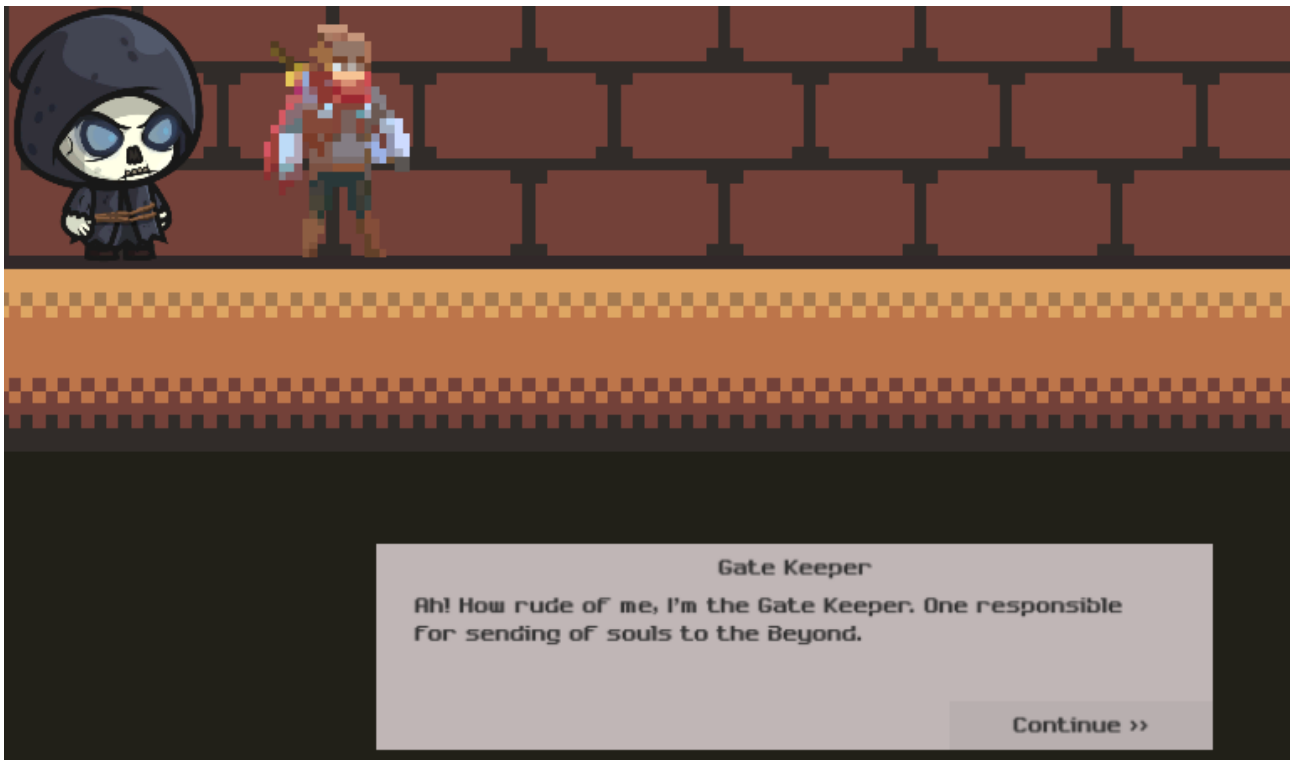 Gate Keeper
Ah! How rude of me, I'm the Gate Keeper. One responsible
for sending of souls to the Beyond.
Continue >>